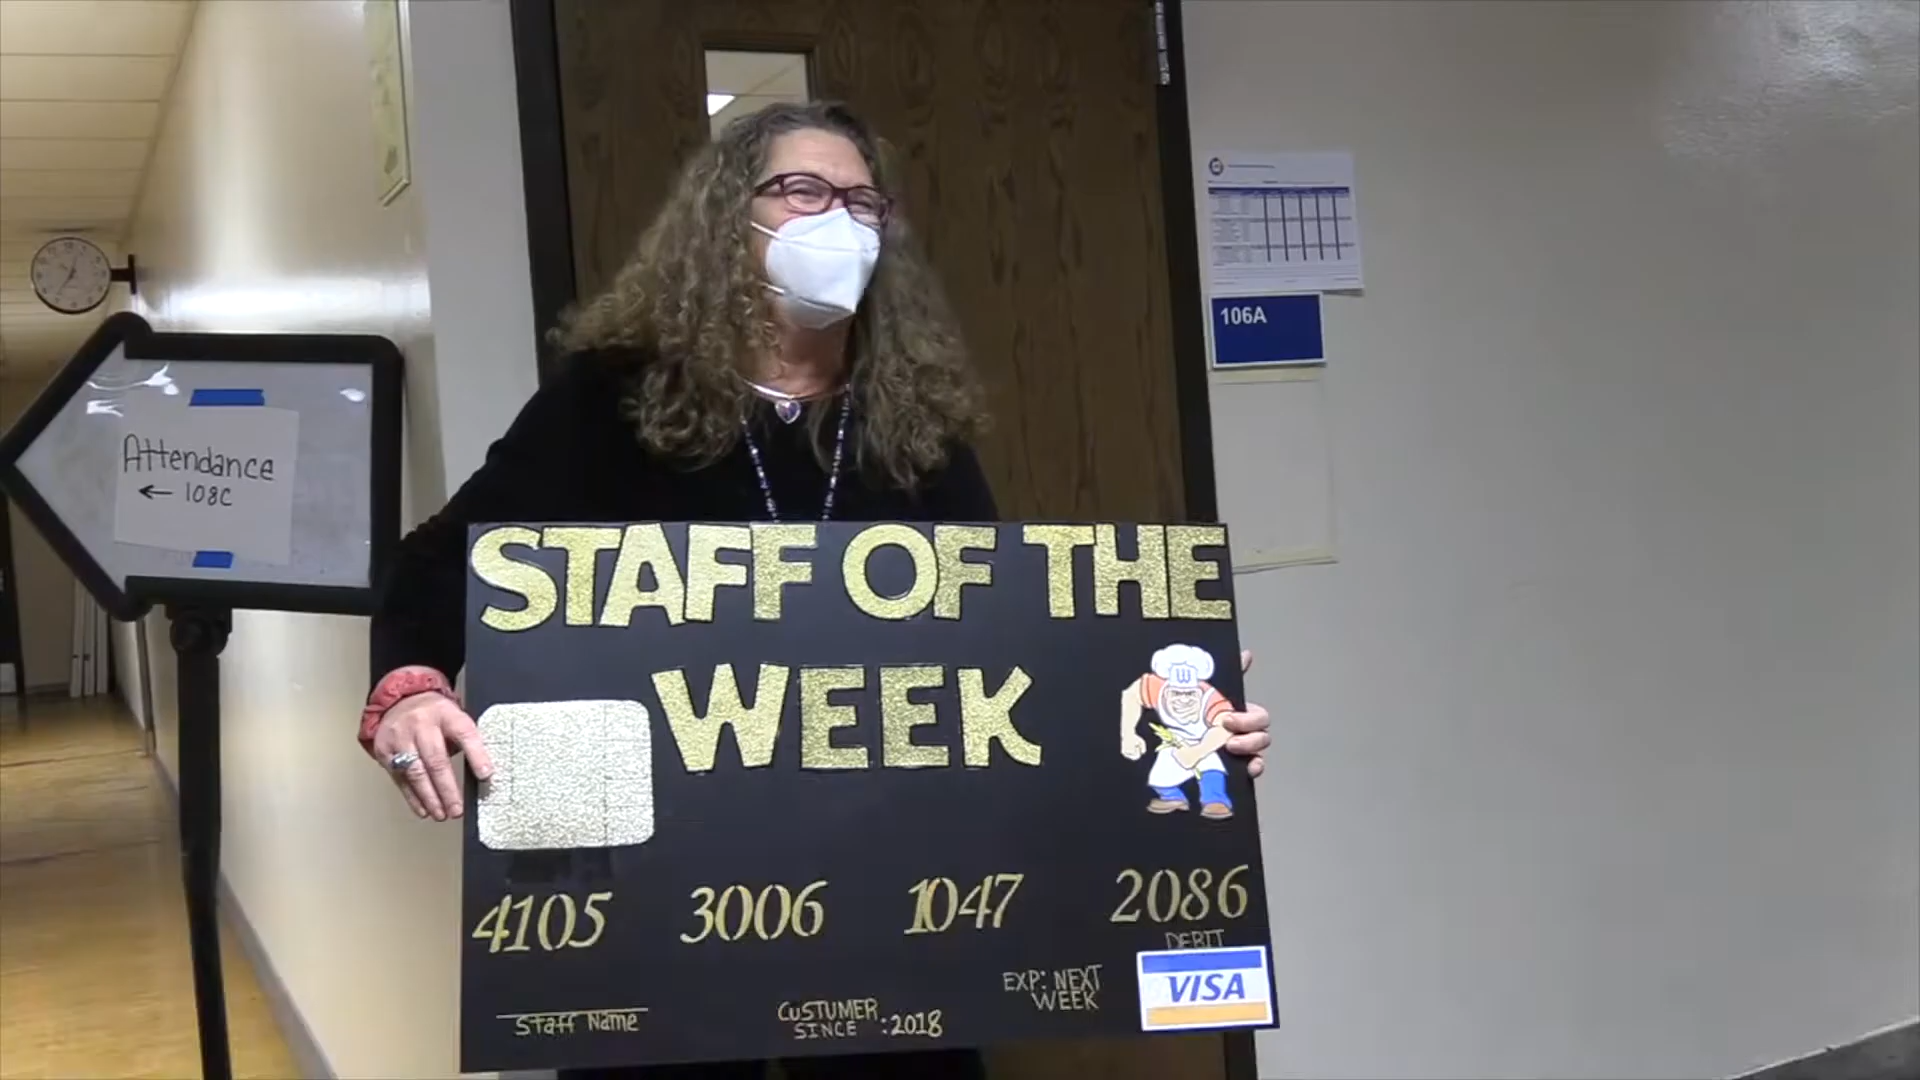 106A
Attendance
← 108C
STAFF OF THE
WEEK
W
4105 3006 1047 2086
DEBIT
VISA
EXP: NEXT
WEEK
Staff Name
CUSTUMER
SINCE :2018